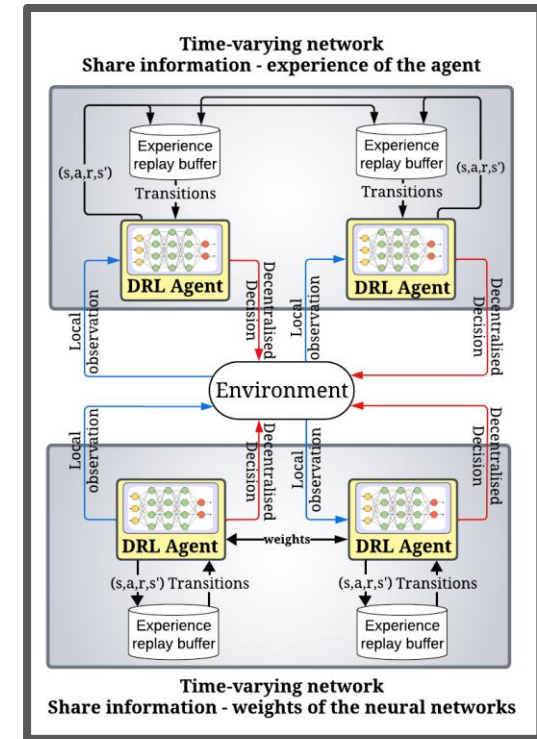 Time-varying network
Share information - experience of the agent
Experience
replay buffer
Experience
replay buffer
(s,a,r,s')
Transitions
Transitions
(s,a,r,s')
DRL Agent
DRL Agent
Local
observation
Decentralised
Decision
Local
observation
Decentralised
Decision
Environment
Local
observation
Decentralised
Decision
Local
observation
Decentralised
Decision
DRL Agent
weights
DRL Agent
(s,a,r,s') Transitions
(s,a,r,s') Transitions
Experience
replay buffer
Experience
replay buffer
Time-varying network
Share information - weights of the neural networks